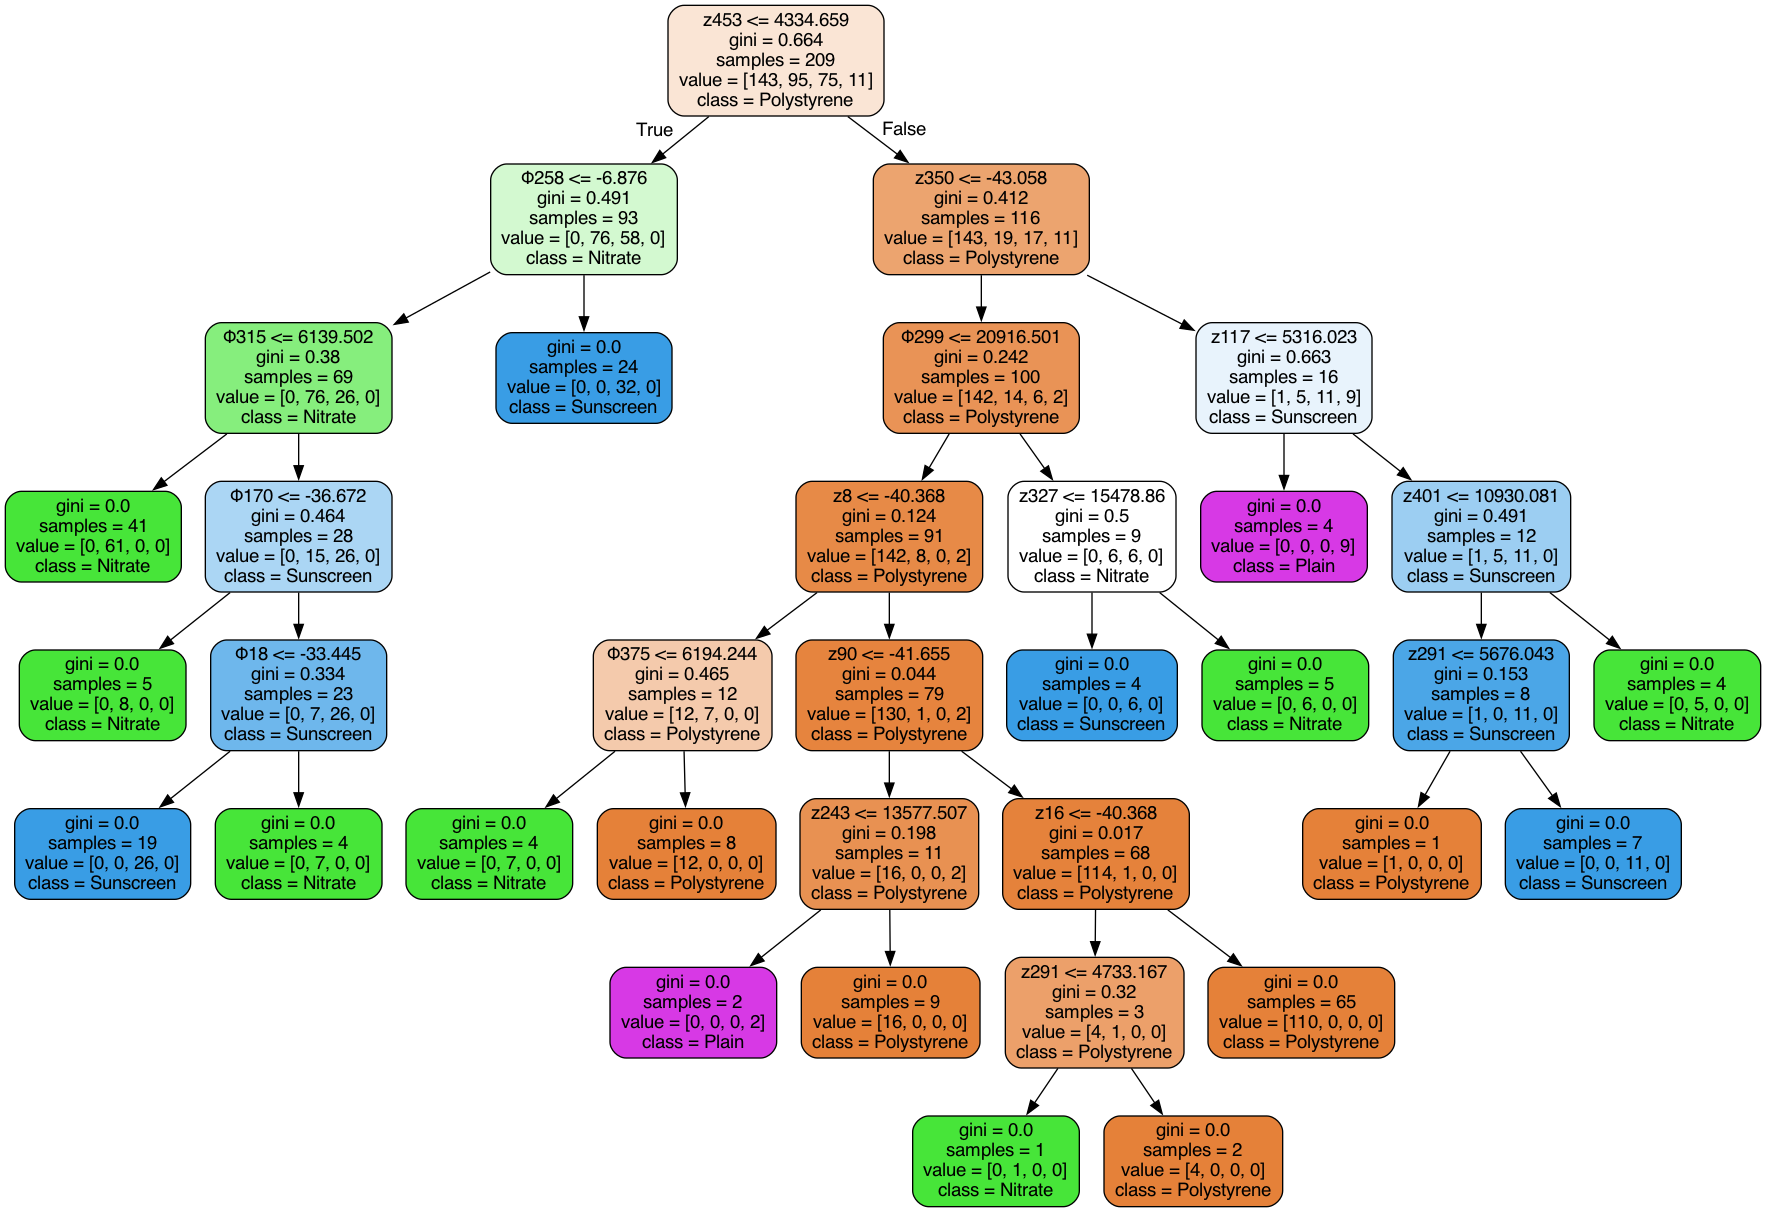 z453 <= 4334.659
gini = 0.664
samples = 209
value = [143, 95, 75, 11]
class = Polystyrene
True
False
Φ258 <= -6.876
gini = 0.491
samples = 93
value = [0, 76, 58, 0]
class = Nitrate
z350 <= -43.058
gini = 0.412
samples = 116
value = [143, 19, 17, 11]
class = Polystyrene
Φ315 <= 6139.502
gini = 0.38
samples = 69
value = [0, 76, 26, 0]
class = Nitrate
gini = 0.0
samples = 24
value = [0, 0, 32, 0]
class = Sunscreen
Φ299 <= 20916.501
gini = 0.242
samples = 100
value = [142, 14, 6, 2]
class = Polystyrene
z117 <= 5316.023
gini = 0.663
samples = 16
value = [1, 5, 11, 9]
class = Sunscreen
gini = 0.0
samples = 41
value = [0, 61, 0, 0]
class = Nitrate
Φ170 <= -36.672
gini = 0.464
samples = 28
value = [0, 15, 26, 0]
class = Sunscreen
z8 <= -40.368
gini = 0.124
samples = 91
value = [142, 8, 0, 2]
class = Polystyrene
z327 <= 15478.86
gini = 0.5
samples = 9
value = [0, 6, 6, 0]
class = Nitrate
gini = 0.0
samples = 4
value = [0, 0, 0, 9]
class = Plain
z401 <= 10930.081
gini = 0.491
samples = 12
value = [1, 5, 11, 0]
class = Sunscreen
gini = 0.0
samples = 5
value = [0, 8, 0, 0]
class = Nitrate
Φ18 <= -33.445
gini = 0.334
samples = 23
value = [0, 7, 26, 0]
class = Sunscreen
Φ375 <= 6194.244
gini = 0.465
samples = 12
value = [12, 7, 0, 0]
class = Polystyrene
z90 <= -41.655
gini = 0.044
samples = 79
value = [130, 1, 0, 2]
class = Polystyrene
gini = 0.0
samples = 4
value = [0, 0, 6, 0]
class = Sunscreen
gini = 0.0
samples = 5
value = [0, 6, 0, 0]
class = Nitrate
z291 <= 5676.043
gini = 0.153
samples = 8
value = [1, 0, 11, 0]
class = Sunscreen
gini = 0.0
samples = 4
value = [0, 5, 0, 0]
class = Nitrate
gini = 0.0
samples = 19
value = [0, 0, 26, 0]
class = Sunscreen
gini = 0.0
samples = 4
value = [0, 7, 0, 0]
class = Nitrate
gini = 0.0
samples = 4
value = [0, 7, 0, 0]
class = Nitrate
gini = 0.0
samples = 8
value = [12, 0, 0, 0]
class = Polystyrene
z243 <= 13577.507
gini = 0.198
samples = 11
value = [16, 0, 0, 2]
class = Polystyrene
z16 <= -40.368
gini = 0.017
samples = 68
value = [114, 1, 0, 0]
class = Polystyrene
gini = 0.0
samples = 1
value = [1, 0, 0, 0]
class = Polystyrene
gini = 0.0
samples = 7
value = [0, 0, 11, 0]
class = Sunscreen
gini = 0.0
samples = 2
value = [0, 0, 0, 2]
class = Plain
gini = 0.0
samples = 9
value = [16, 0, 0, 0]
class = Polystyrene
z291 <= 4733.167
gini = 0.32
samples = 3
value = [4, 1, 0, 0]
class = Polystyrene
gini = 0.0
samples = 65
value = [110, 0, 0, 0]
class = Polystyrene
gini = 0.0
samples = 1
value = [0, 1, 0, 0]
class = Nitrate
gini = 0.0
samples = 2
value = [4, 0, 0, 0]
class = Polystyrene